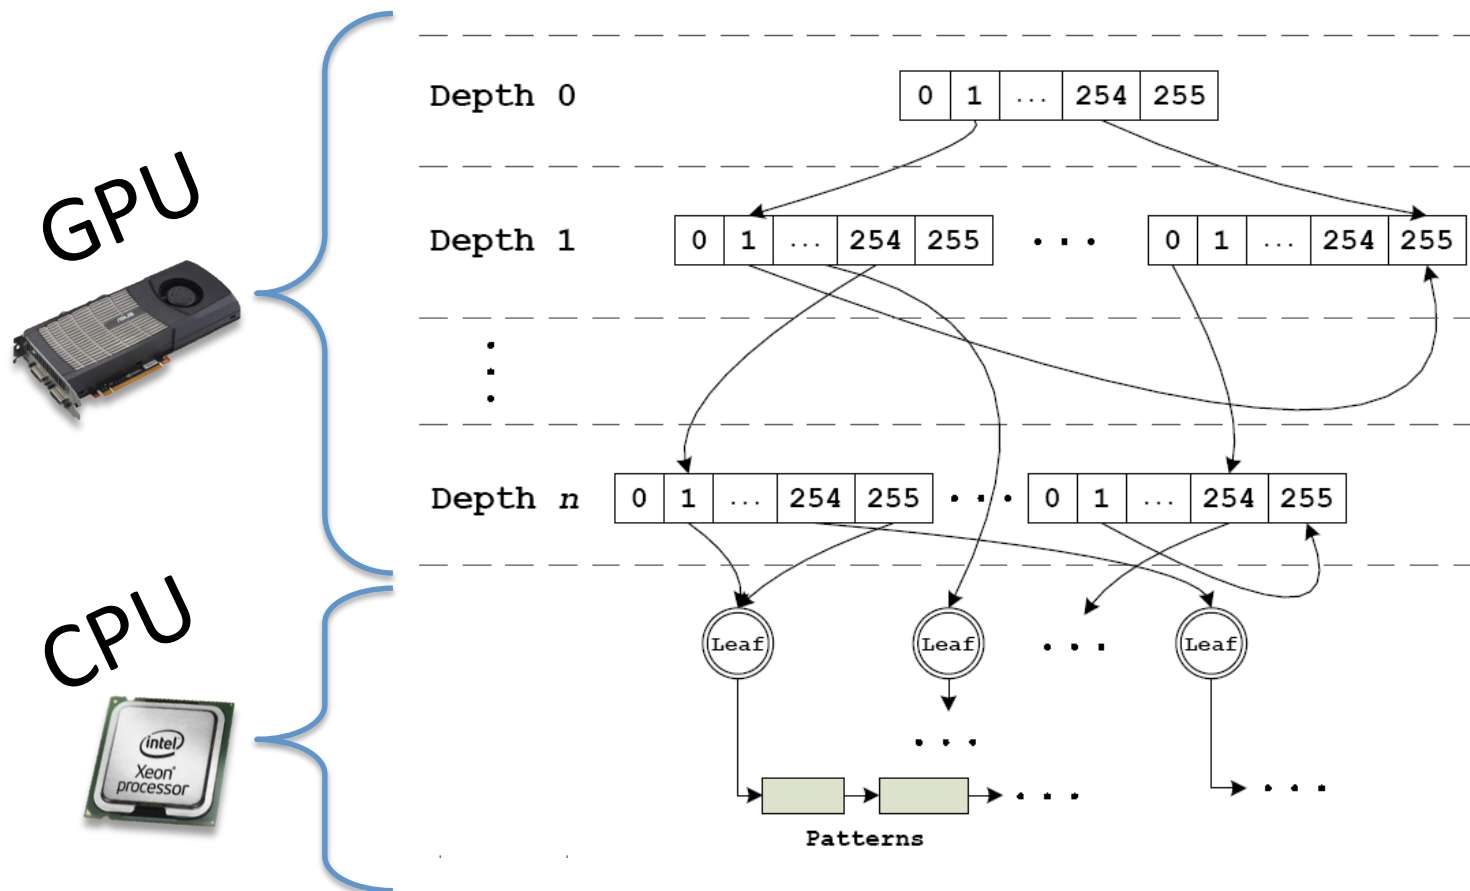 GPU
ASUS
CPU
intel
Xeon®
processor
Depth 0
0 1 ... 254 255
Depth 1
0 1 ... 254 255 ... 0 1 ... 254 255
Depth n
0 1 ... 254 255 ... 0 1 ... 254 255
Leaf Leaf ... Leaf
Patterns